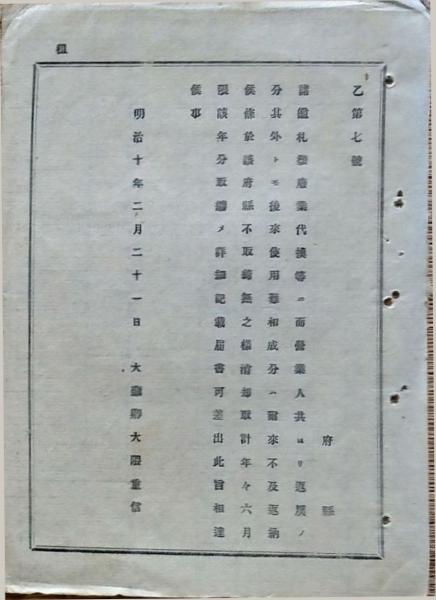 租
乙第七號
府縣
諸鑑札類廢業代換等ニ而營業人共ヨリ返戻ノ
分其外トモ後來使用難相成分ハ爾來不及返納
候條於該府縣不取締無之樣消却取計年々六月
限該年分取纏メ詳細記載屆書可差出此旨相達
候事
明治十年二月二十一日 大藏卿大隈重信